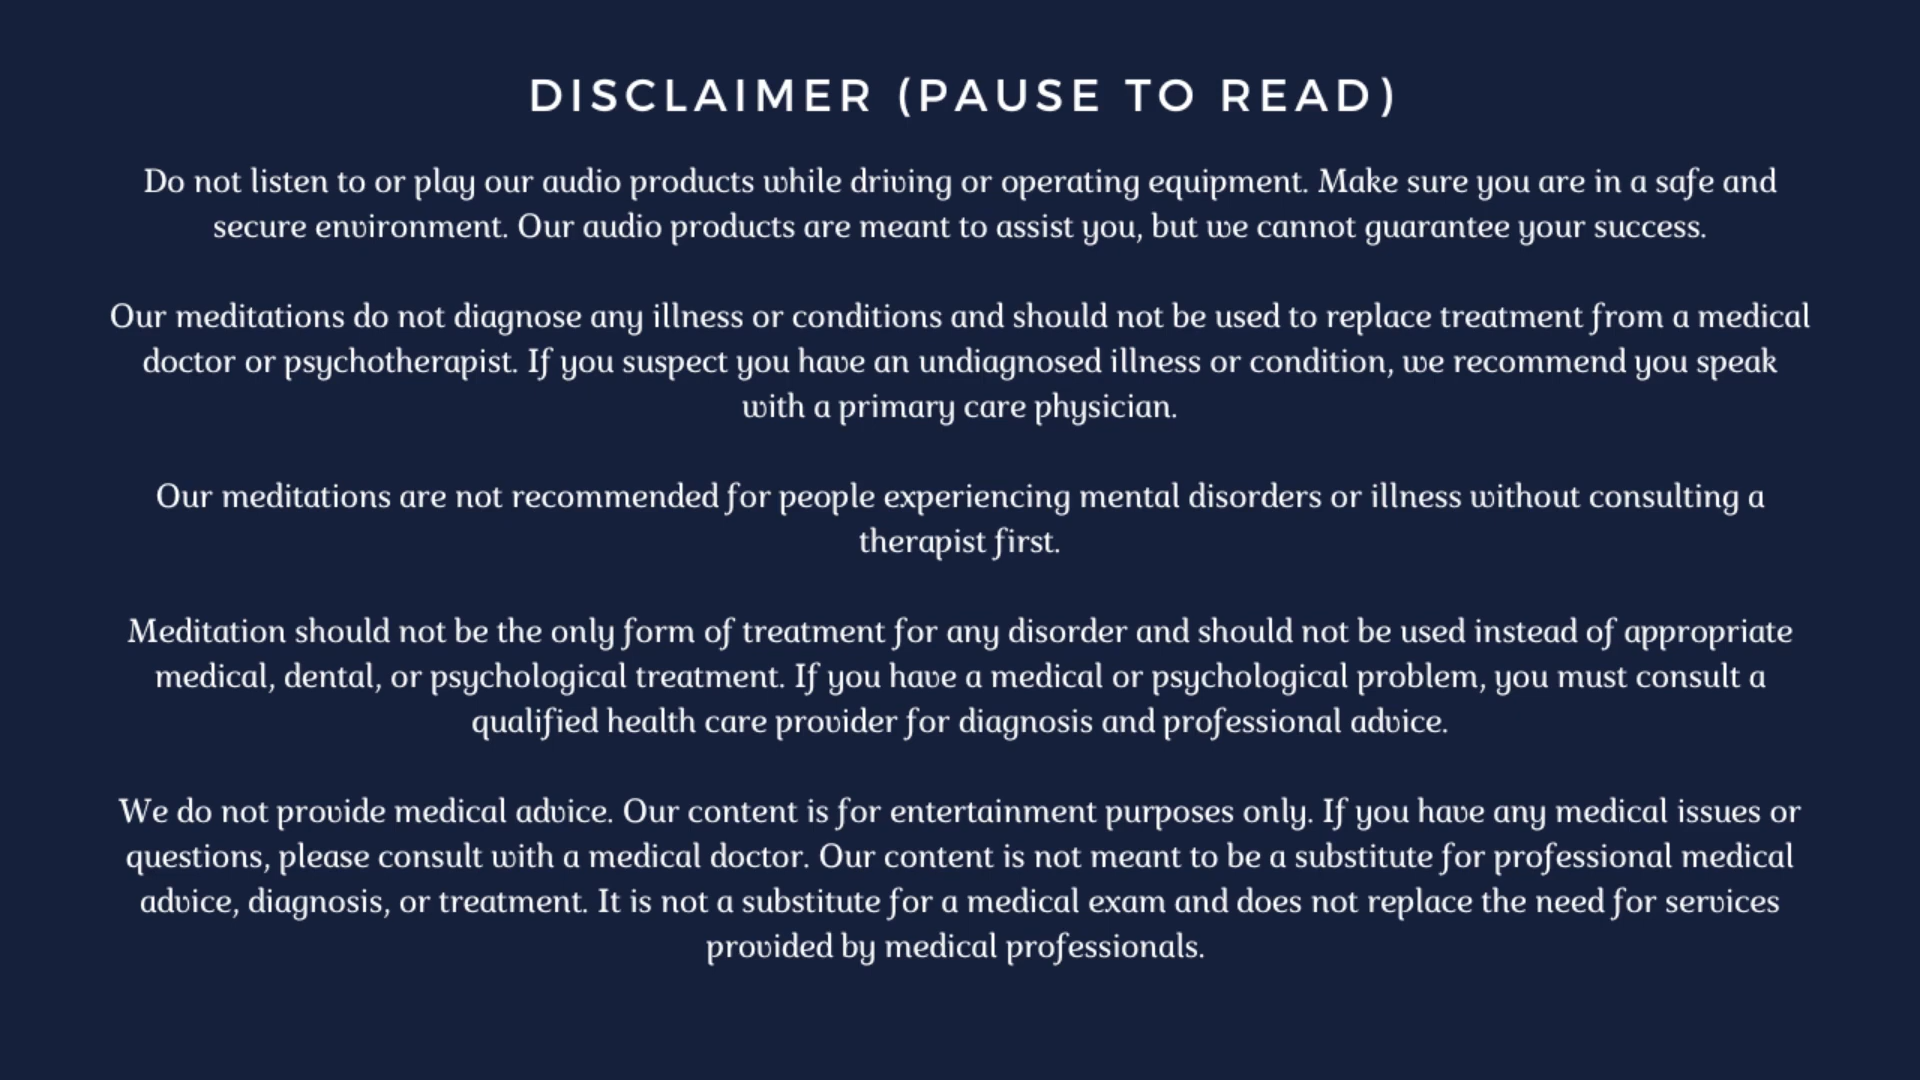 DISCLAIMER (PAUSE TO READ)
Do not listen to or play our audio products while driving or operating equipment. Make sure you are in a safe and
secure environment. Our audio products are meant to assist you, but we cannot guarantee your success.
Our meditations do not diagnose any illness or conditions and should not be used to replace treatment from a medical
doctor or psychotherapist. If you suspect you have an undiagnosed illness or condition, we recommend you speak
with a primary care physician.
Our meditations are not recommended for people experiencing mental disorders or illness without consulting a
therapist first.
Meditation should not be the only form of treatment for any disorder and should not be used instead of appropriate
medical, dental, or psychological treatment. If you have a medical or psychological problem, you must consult a
qualified health care provider for diagnosis and professional advice.
We do not provide medical advice. Our content is for entertainment purposes only. If you have any medical issues or
questions, please consult with a medical doctor. Our content is not meant to be a substitute for professional medical
advice, diagnosis, or treatment. It is not a substitute for a medical exam and does not replace the need for services
provided by medical professionals.